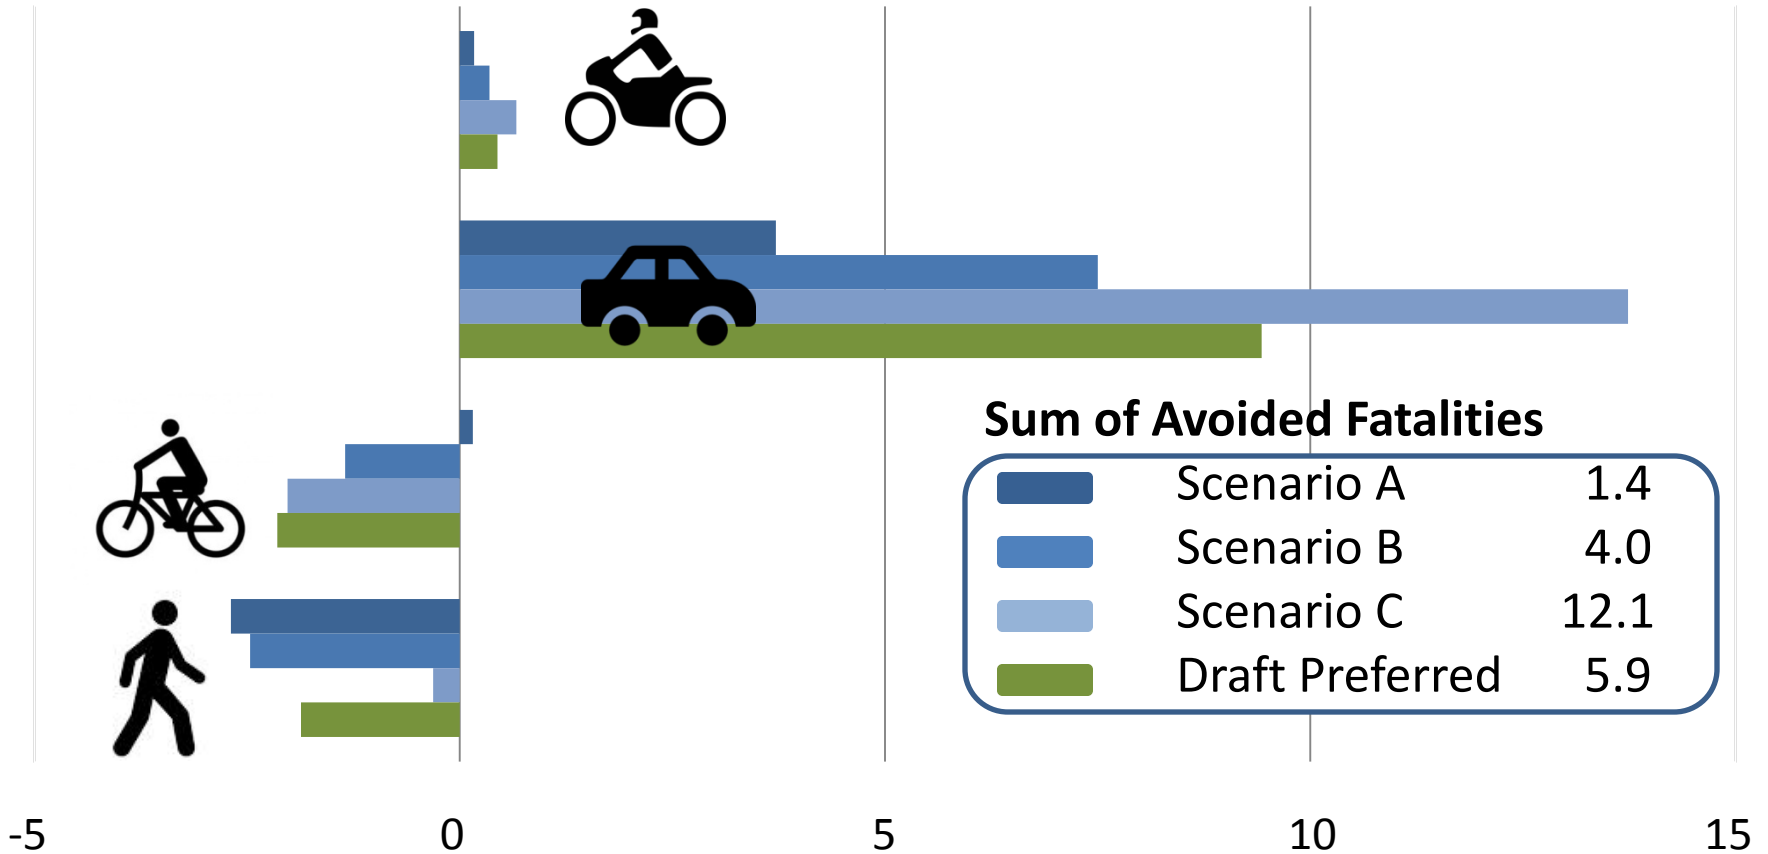 Sum of Avoided Fatalities
Scenario A 1.4
Scenario B 4.0
Scenario C 12.1
Draft Preferred 5.9
-5 0 5 10 15